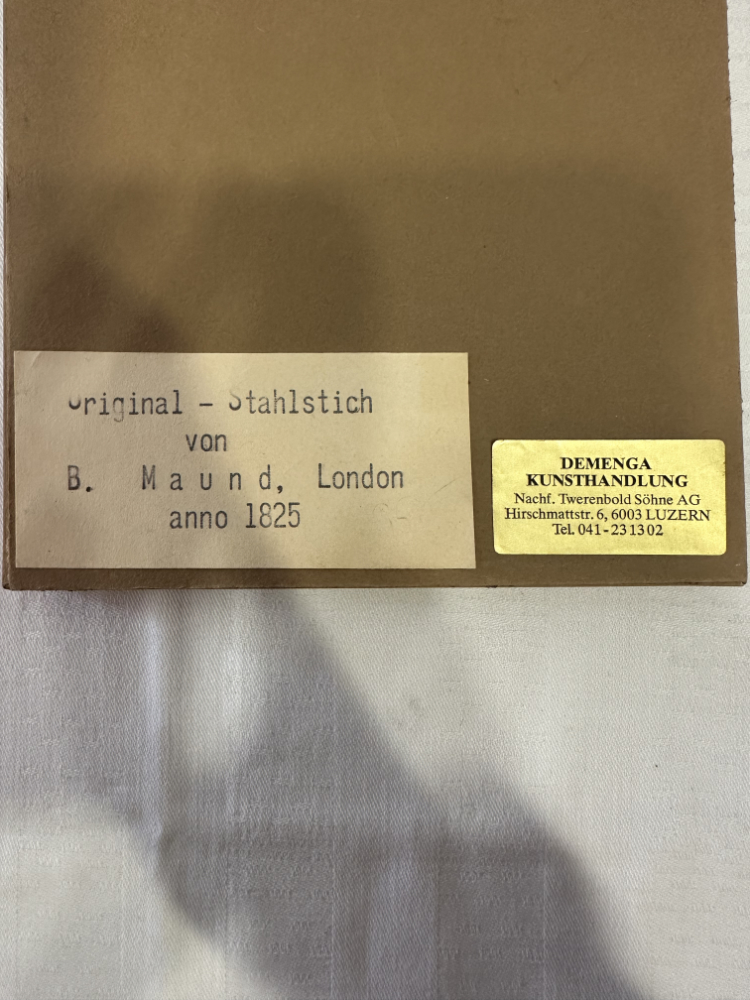 Original - Stahlstich
von
B. Maund, London
anno 1825
DEMENGA
KUNSTHANDLUNG
Nachf. Twerenbold Söhne AG
Hirschmattstr. 6, 6003 LUZERN
Tel. 041-23 13 02